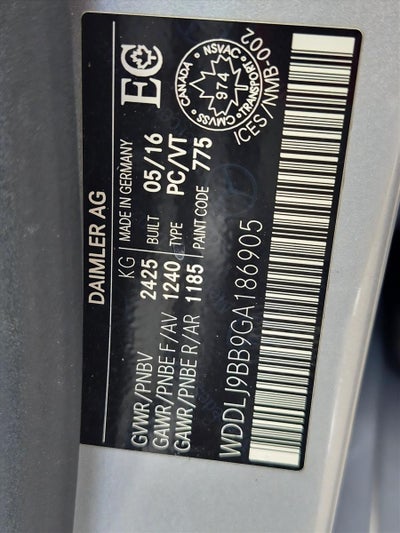 DAIMLER AG
KG MADE IN GERMANY
GVWR/PNBV 2425 BUILT 05/16
GAWR/PNBE F/AV 1240 TYPE PC/VT
GAWR/PNBE R/AR 1185 PAINT CODE 775
WDDLJ9BB9GA186905
EC
CANADA NSVAC TRANSPORT CMVSS
974
ICES/NMB-002